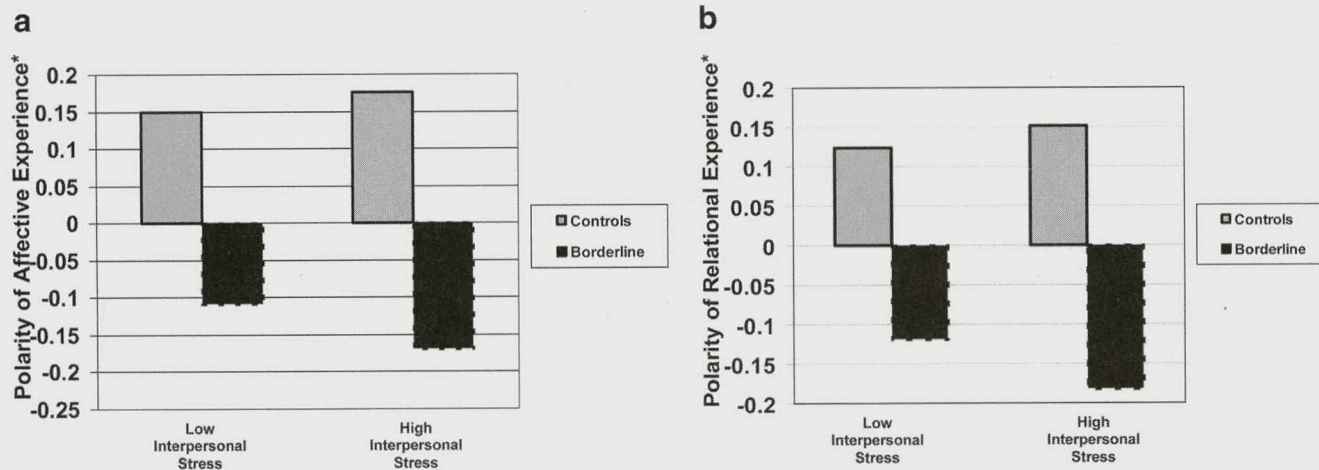 a
Polarity of Affective Experience*
0.2
0.15
0.1
0.05
0
-0.05
-0.1
-0.15
-0.2
-0.25
Low
Interpersonal
Stress
High
Interpersonal
Stress
Controls
Borderline
b
Polarity of Relational Experience*
0.2
0.15
0.1
0.05
0
-0.05
-0.1
-0.15
-0.2
Low
Interpersonal
Stress
High
Interpersonal
Stress
Controls
Borderline